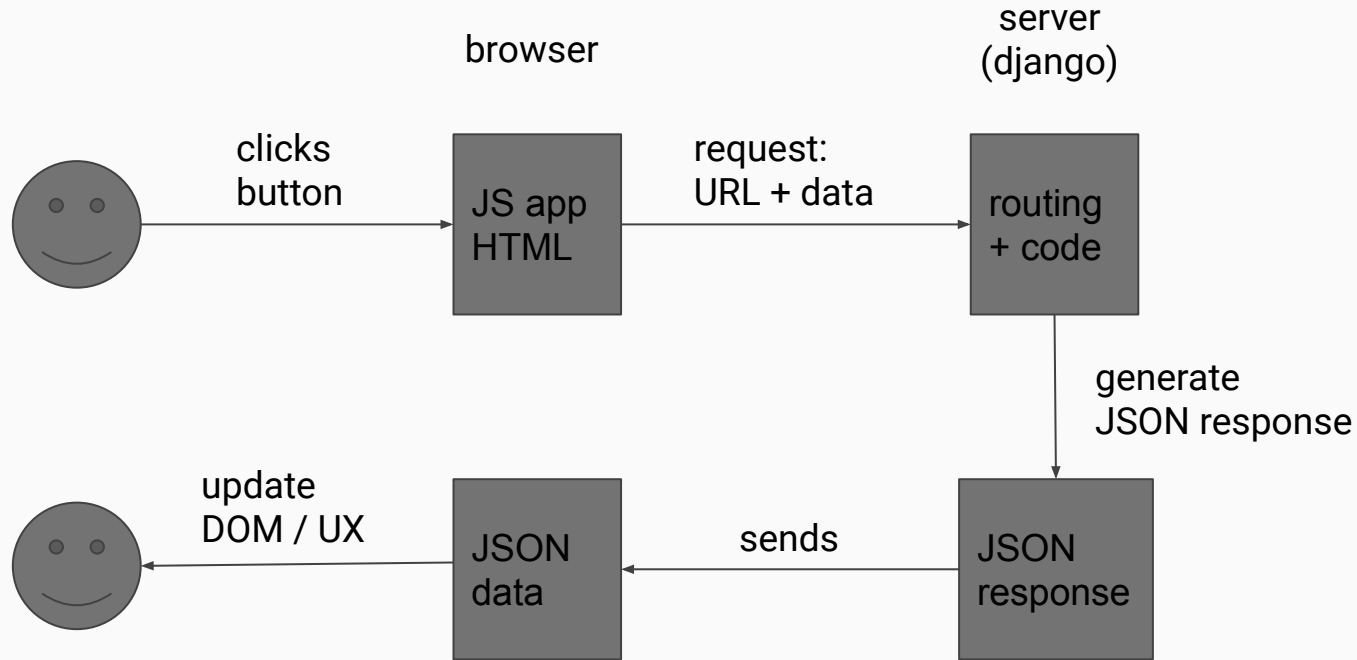 browser
server
(django)
clicks
button
JS app
HTML
request:
URL + data
routing
+ code
generate
JSON response
update
DOM / UX
JSON
data
sends
JSON
response